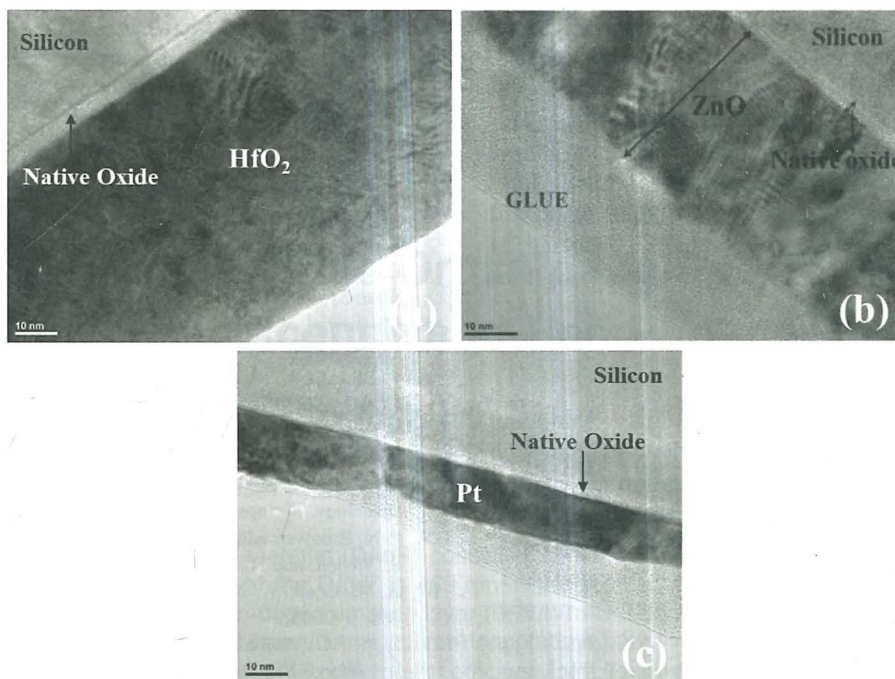 Silicon
Native Oxide
HfO₂
10 nm
(a)
Silicon
ZnO
Native oxide
GLUE
10 nm
(b)
Silicon
Native Oxide
Pt
10 nm
(c)